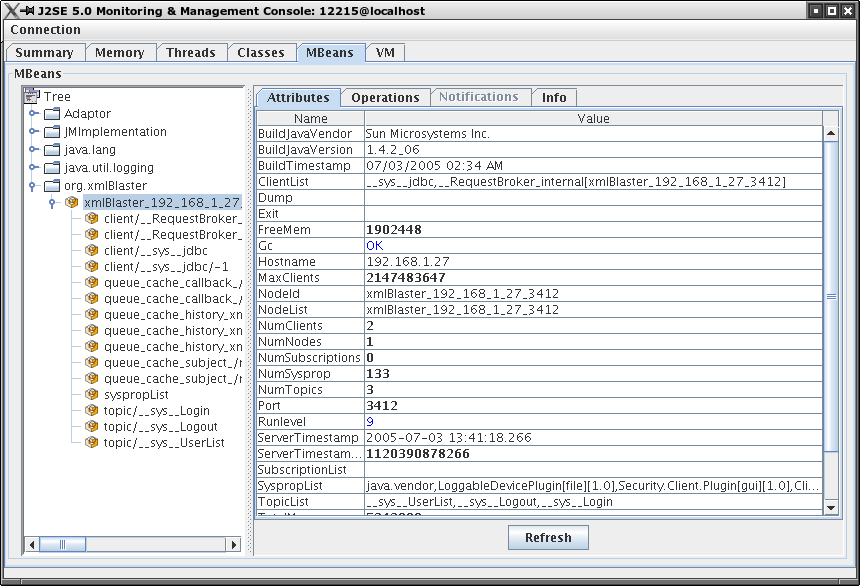 J2SE 5.0 Monitoring & Management Console: 12215@localhost
Connection
Summary Memory Threads Classes MBeans VM
MBeans
Tree
Adaptor
JMImplementation
java.lang
java.util.logging
org.xmlBlaster
xmlBlaster_192_168_1_27_
client/__RequestBroker_
client/__RequestBroker_
client/__sys__jdbc
client/__sys__jdbc/-1
queue_cache_callback_/
queue_cache_callback_/
queue_cache_history_xn
queue_cache_history_xn
queue_cache_history_xn
queue_cache_subject_/r
queue_cache_subject_/r
syspropList
topic/__sys__Login
topic/__sys__Logout
topic/__sys__UserList
Attributes Operations Notifications Info
Name Value
BuildJavaVendor Sun Microsystems Inc.
BuildJavaVersion 1.4.2_06
BuildTimestamp 07/03/2005 02:34 AM
ClientList __sys__jdbc,__RequestBroker_internal[xmlBlaster_192_168_1_27_3412]
Dump
Exit
FreeMem 1902448
Gc OK
Hostname 192.168.1.27
MaxClients 2147483647
NodeId xmlBlaster_192_168_1_27_3412
NodeList xmlBlaster_192_168_1_27_3412
NumClients 2
NumNodes 1
NumSubscriptions 0
NumSysprop 133
NumTopics 3
Port 3412
Runlevel 9
ServerTimestamp 2005-07-03 13:41:18.266
ServerTimestam... 1120390878266
SubscriptionList
SyspropList java.vendor,LoggableDevicePlugin[file][1.0],Security.Client.Plugin[gui][1.0],Cli...
TopicList __sys__UserList,__sys__Logout,__sys__Login
Refresh